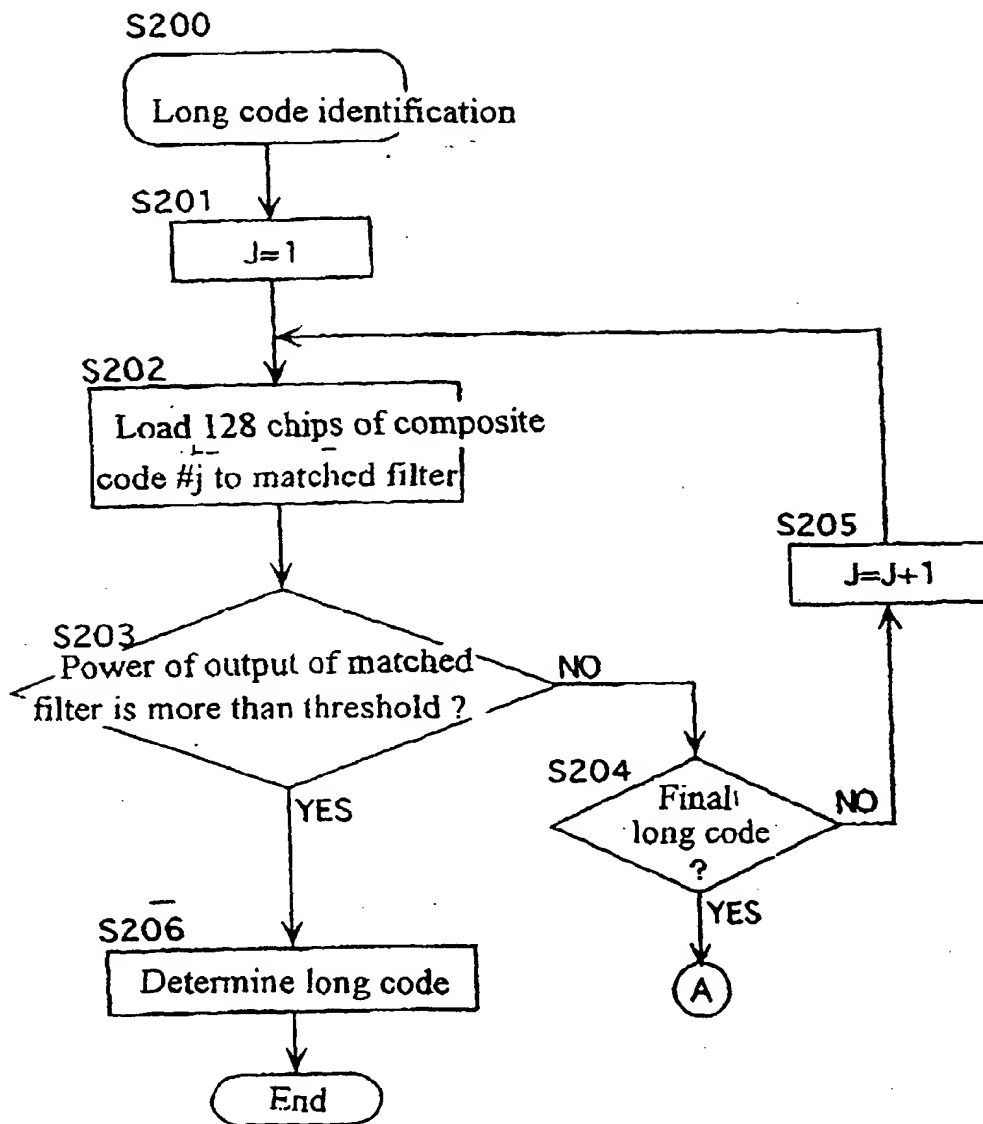 S200
Long code identification
S201
J=1
S202
Load 128 chips of composite
code #j to matched filter
S203
Power of output of matched
filter is more than threshold ?
NO
YES
S204
Final
long code
?
NO
YES
A
S205
J=J+1
S206
Determine long code
End